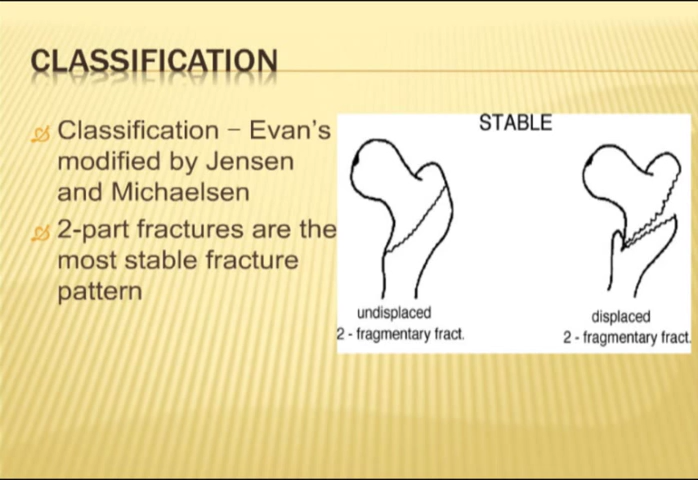 CLASSIFICATION
Classification – Evan's
modified by Jensen
and Michaelsen
2-part fractures are the
most stable fracture
pattern
STABLE
undisplaced
2 - fragmentary fract.
displaced
2 - fragmentary fract.